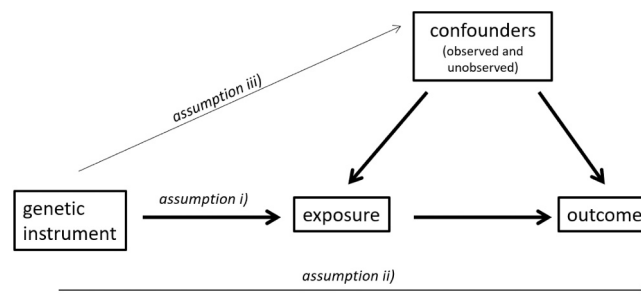 confounders
(observed and
unobserved)
assumption iii)
assumption i)
genetic
instrument
exposure
outcome
assumption ii)